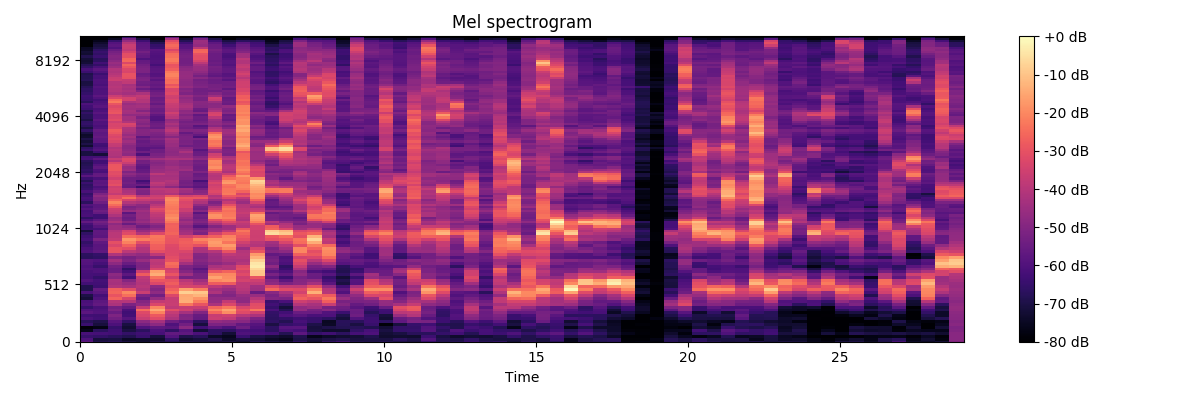 Mel spectrogram
Hz
8192
4096
2048
1024
512
0
0 5 10 15 20 25
Time
+0 dB
-10 dB
-20 dB
-30 dB
-40 dB
-50 dB
-60 dB
-70 dB
-80 dB